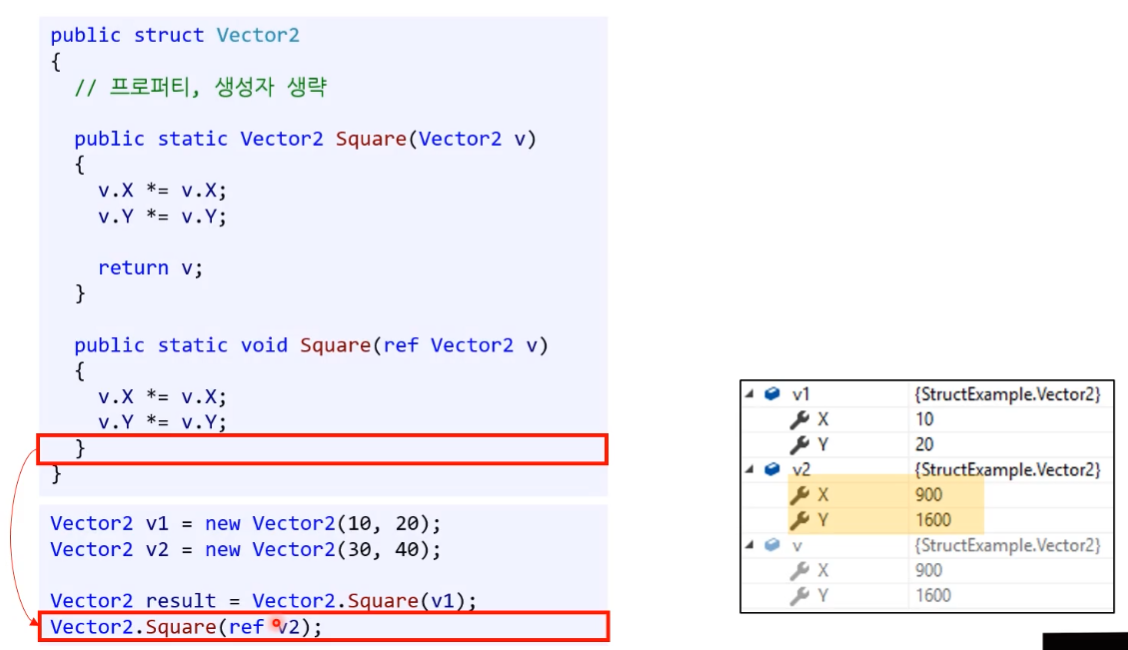 public struct Vector2
{
// 프로퍼티, 생성자 생략
public static Vector2 Square(Vector2 v)
{
v.X *= v.X;
v.Y *= v.Y;
return v;
}
public static void Square(ref Vector2 v)
{
v.X *= v.X;
v.Y *= v.Y;
}
}
Vector2 v1 = new Vector2(10, 20);
Vector2 v2 = new Vector2(30, 40);
Vector2 result = Vector2.Square(v1);
Vector2.Square(ref v2);
v1 {StructExample.Vector2}
X 10
Y 20
v2 {StructExample.Vector2}
X 900
Y 1600
v {StructExample.Vector2}
X 900
Y 1600